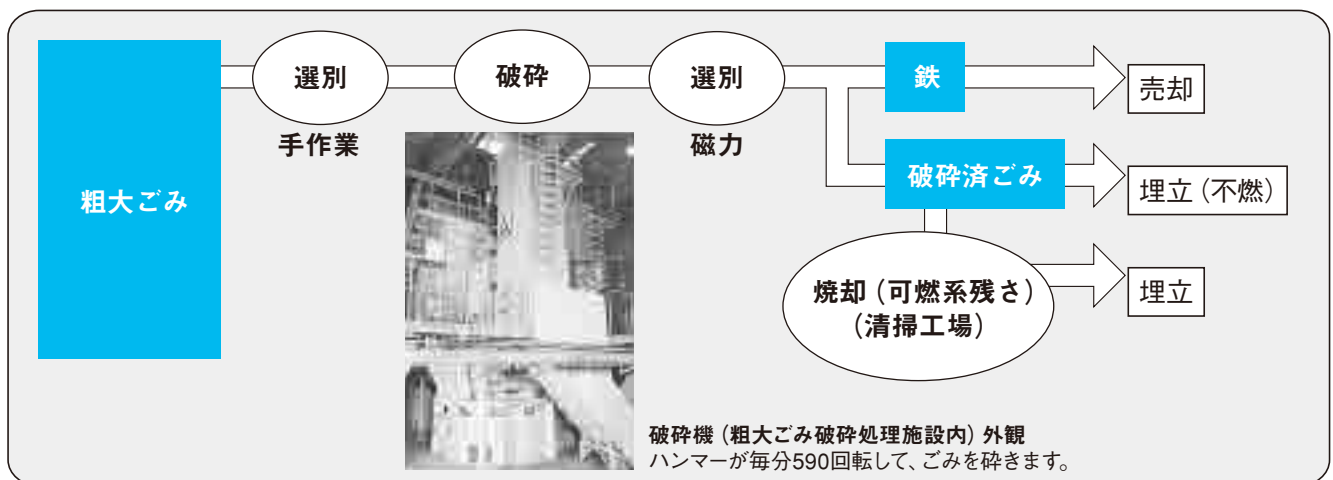 粗大ごみ
選別
手作業
破砕
選別
磁力
鉄
売却
破砕済ごみ
埋立（不燃）
焼却（可燃系残さ）
（清掃工場）
埋立
破砕機（粗大ごみ破砕処理施設内）外観
ハンマーが毎分590回転して、ごみを砕きます。